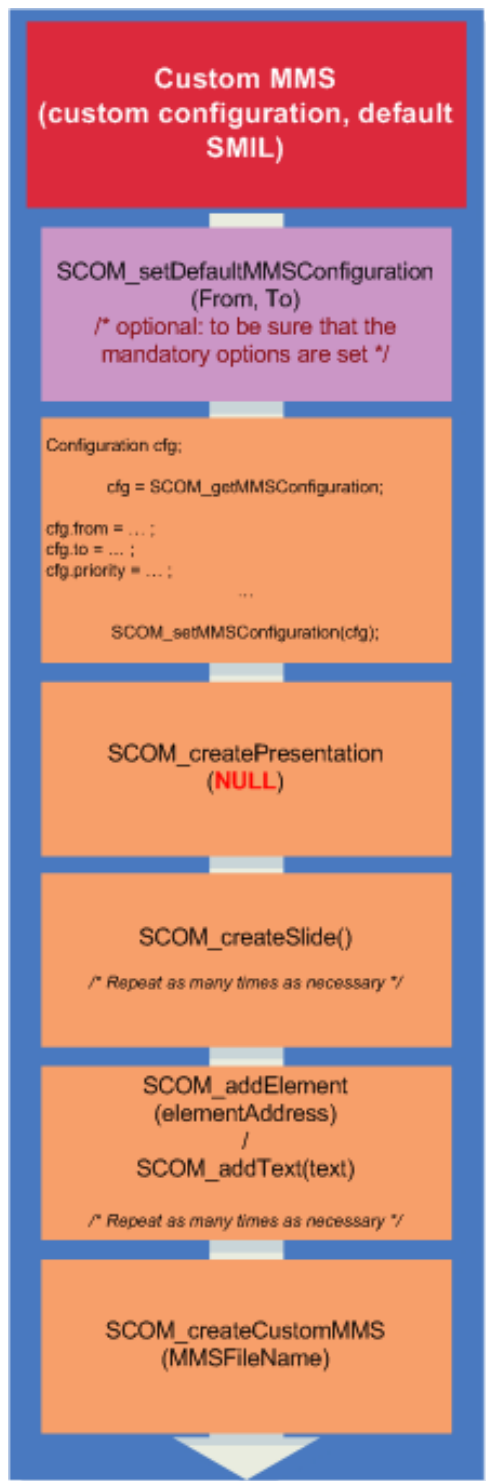 Custom MMS
(custom configuration, default
SMIL)
SCOM_setDefaultMMSConfiguration
(From, To)
/* optional: to be sure that the
mandatory options are set */
Configuration cfg;
cfg = SCOM_getMMSConfiguration;
cfg.from = ... ;
cfg.to = ... ;
cfg.priority = ... ;
...
SCOM_setMMSConfiguration(cfg);
SCOM_createPresentation
(NULL)
SCOM_createSlide()
/* Repeat as many times as necessary */
SCOM_addElement
(elementAddress)
/
SCOM_addText(text)
/* Repeat as many times as necessary */
SCOM_createCustomMMS
(MMSFileName)